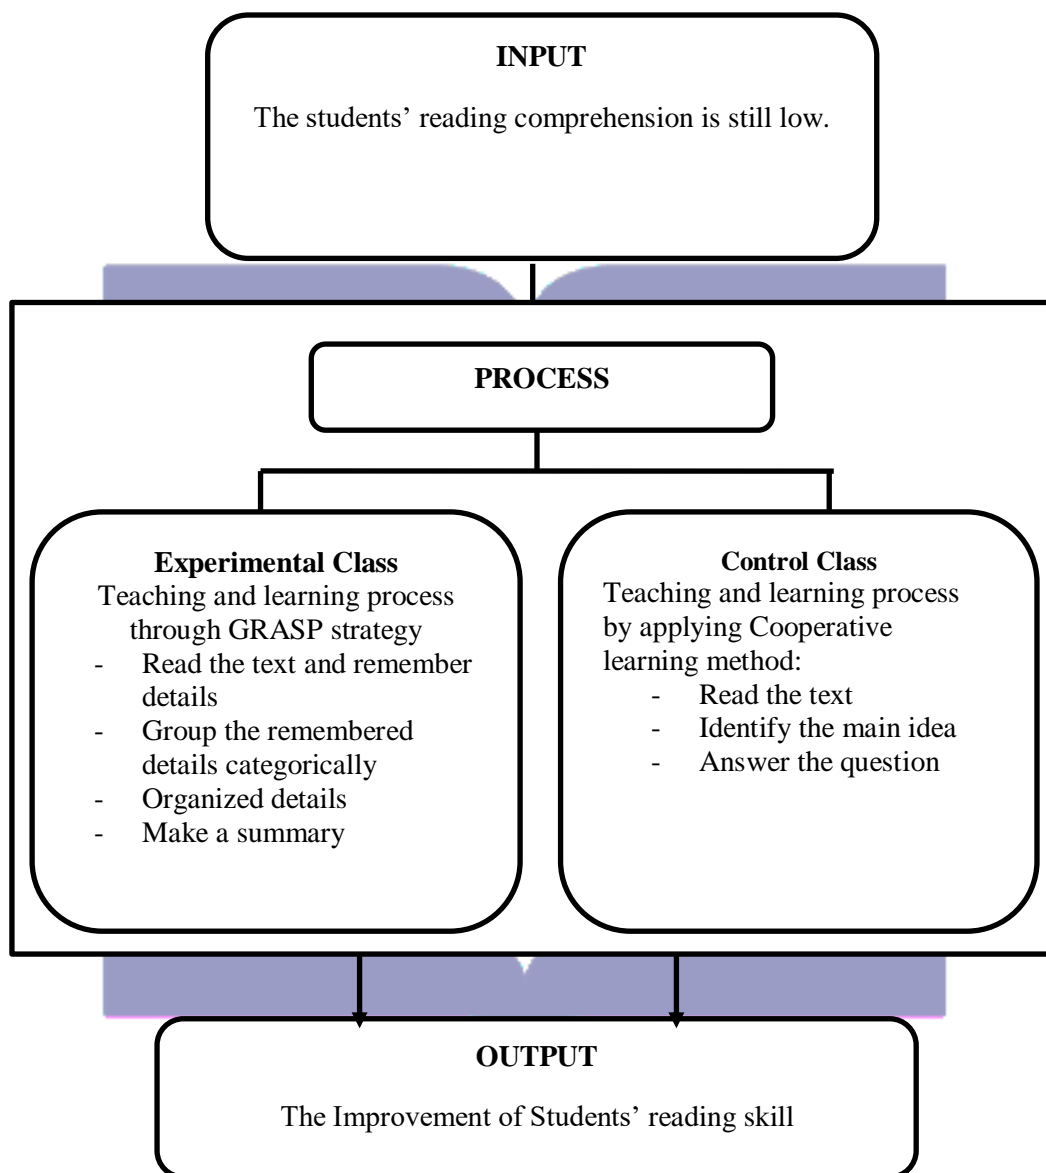 INPUT
The students’ reading comprehension is still low.
PROCESS
Experimental Class
Teaching and learning process
through GRASP strategy
- Read the text and remember
details
- Group the remembered
details categorically
- Organized details
- Make a summary
Control Class
Teaching and learning process
by applying Cooperative
learning method:
- Read the text
- Identify the main idea
- Answer the question
OUTPUT
The Improvement of Students’ reading skill